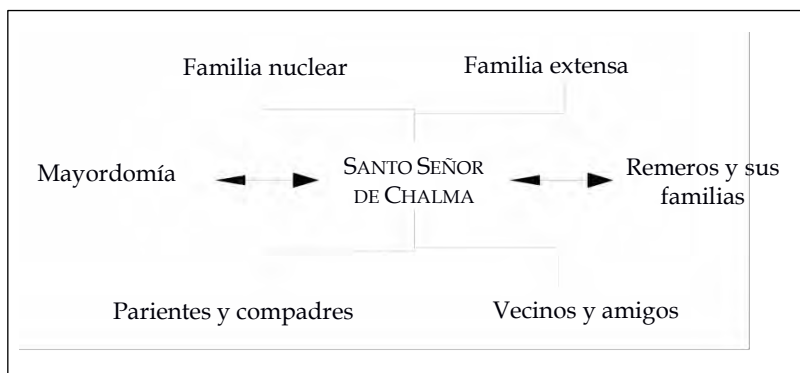 Familia nuclear
Familia extensa
Mayordomía
SANTO SEÑOR
DE CHALMA
Remeros y sus
familias
Parientes y compadres
Vecinos y amigos